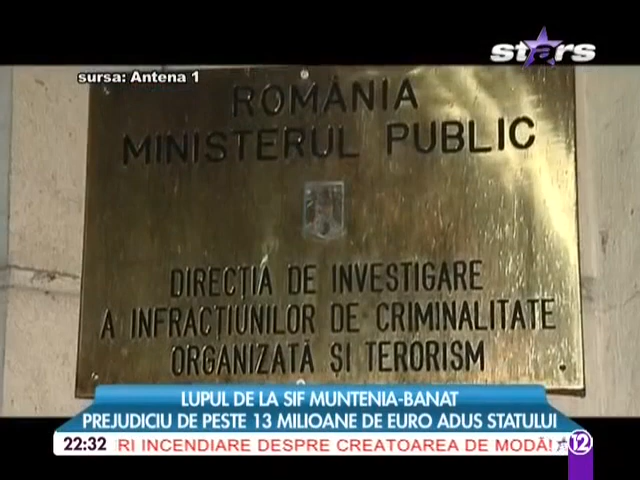 stars
sursa: Antena 1
ROMÂNIA
MINISTERUL PUBLIC
DIRECȚIA DE INVESTIGARE
A INFRACȚIUNILOR DE CRIMINALITATE
ORGANIZATĂ ȘI TERORISM
LUPUL DE LA SIF MUNTENIA-BANAT
PREJUDICIU DE PESTE 13 MILIOANE DE EURO ADUS STATULUI
22:32 RI INCENDIARE DESPRE CREATOAREA DE MODĂ! 12